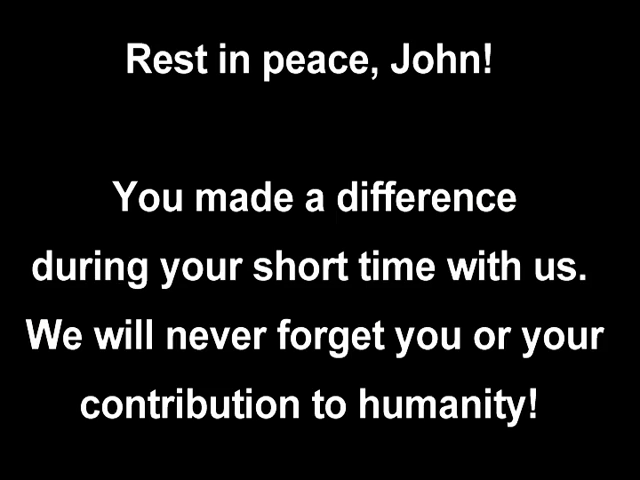 Rest in peace, John!
You made a difference
during your short time with us.
We will never forget you or your
contribution to humanity!